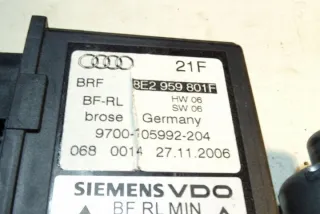 21F
BRF 8E2 959 801F
BF-RL HW 06
SW 06
brose Germany
9700-105992-204
068 0014 27.11.2006
SIEMENS VDO
BF RL MIN